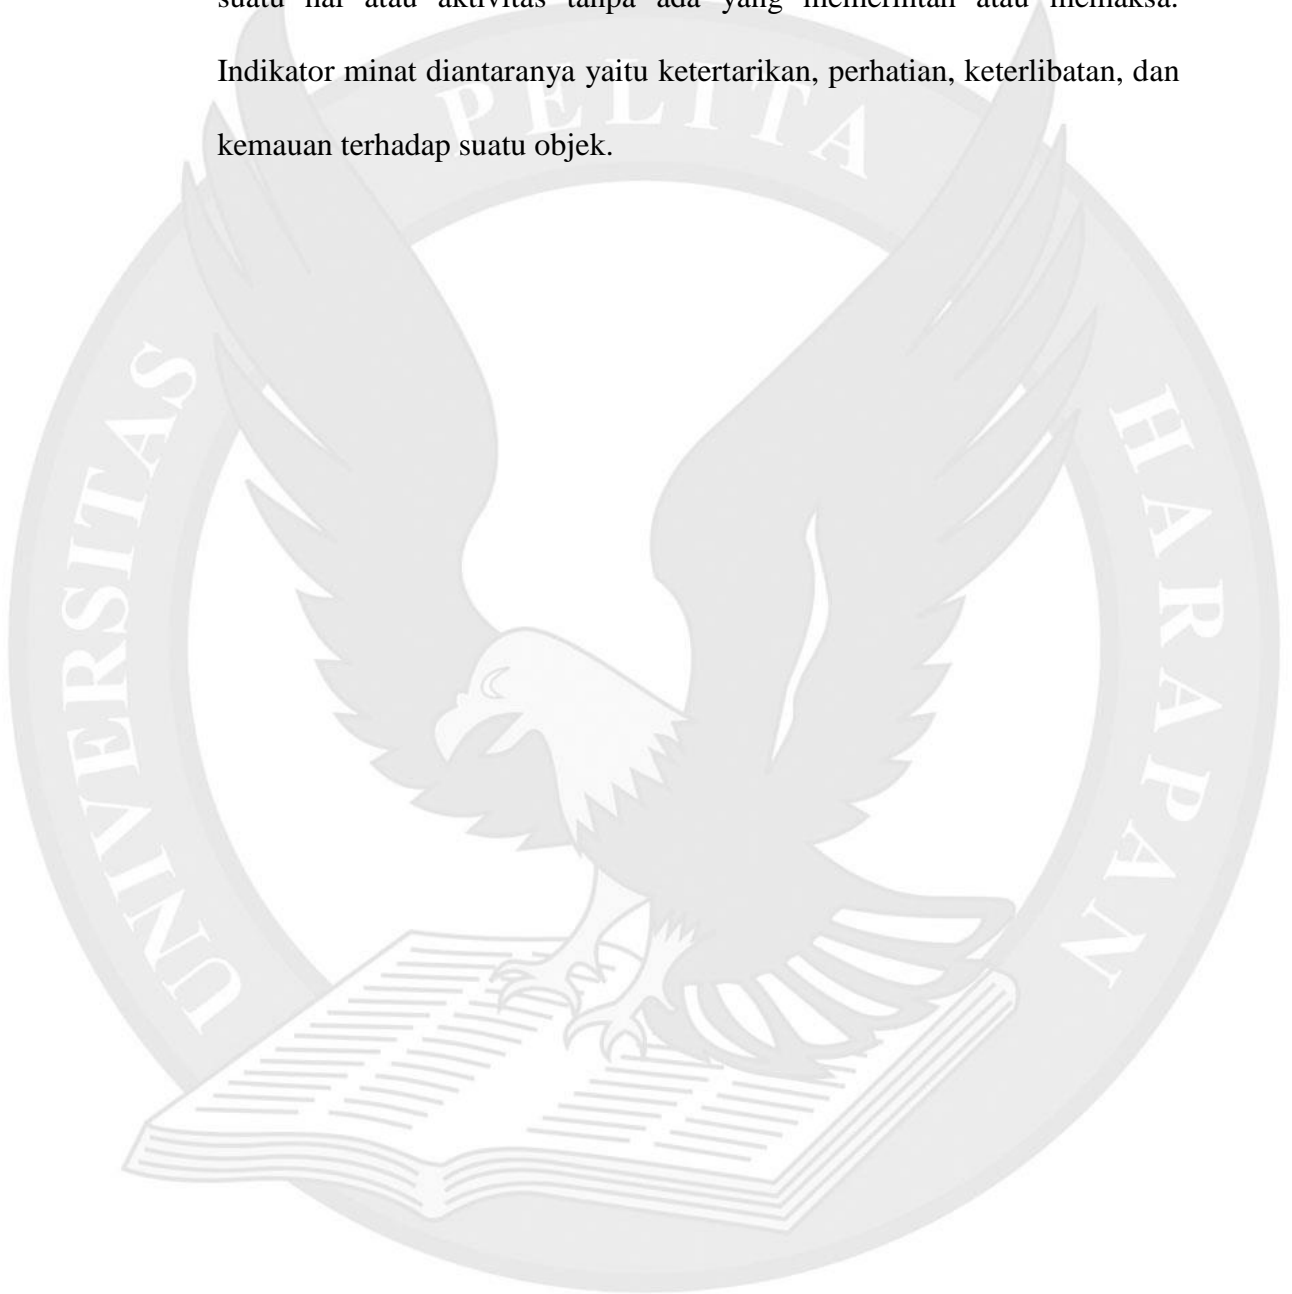 suatu hal atau aktivitas tanpa ada yang memerintah atau memaksa.
Indikator minat diantaranya yaitu ketertarikan, perhatian, keterlibatan, dan
kemauan terhadap suatu objek.
UNIVERSITAS PELITA HARAPAN